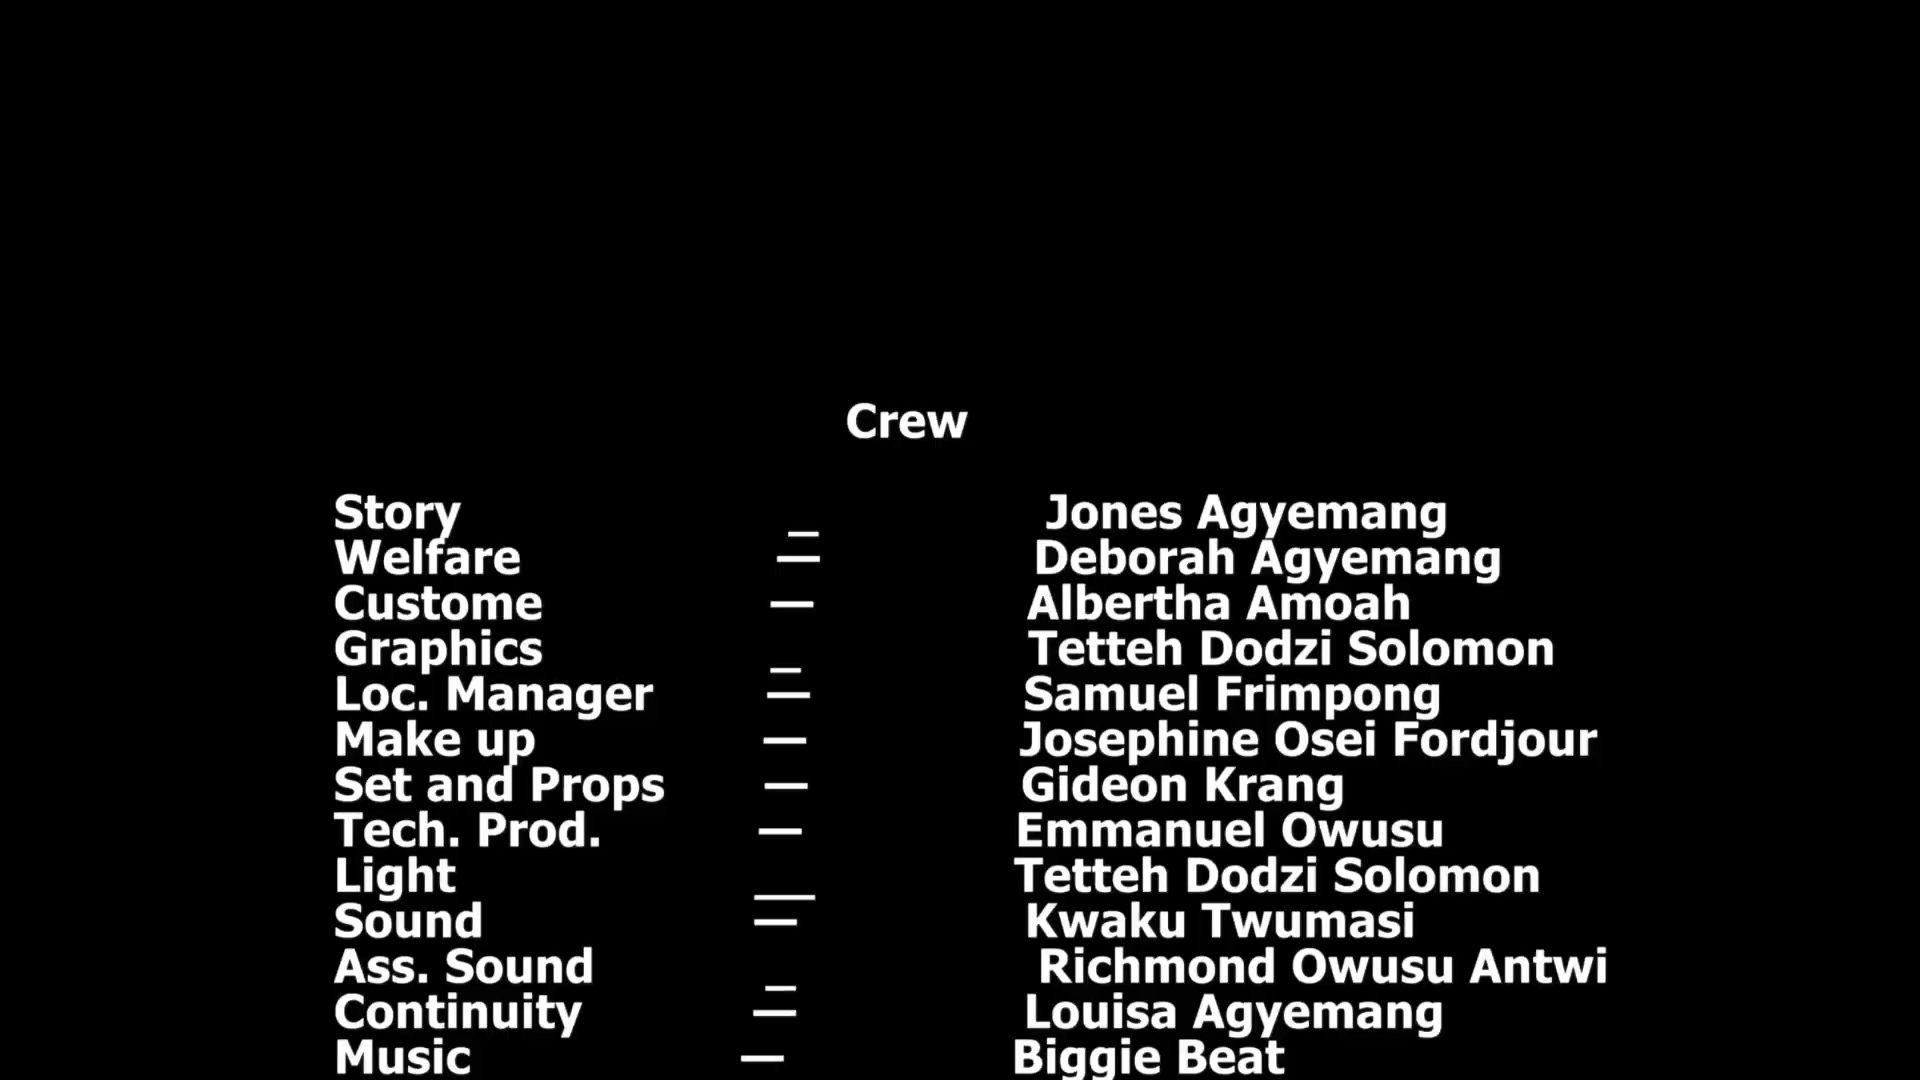 Crew
Story _ Jones Agyemang
Welfare — Deborah Agyemang
Custome — Albertha Amoah
Graphics _ Tetteh Dodzi Solomon
Loc. Manager — Samuel Frimpong
Make up — Josephine Osei Fordjour
Set and Props — Gideon Krang
Tech. Prod. — Emmanuel Owusu
Light __ Tetteh Dodzi Solomon
Sound — Kwaku Twumasi
Ass. Sound _ Richmond Owusu Antwi
Continuity — Louisa Agyemang
Music — Biggie Beat